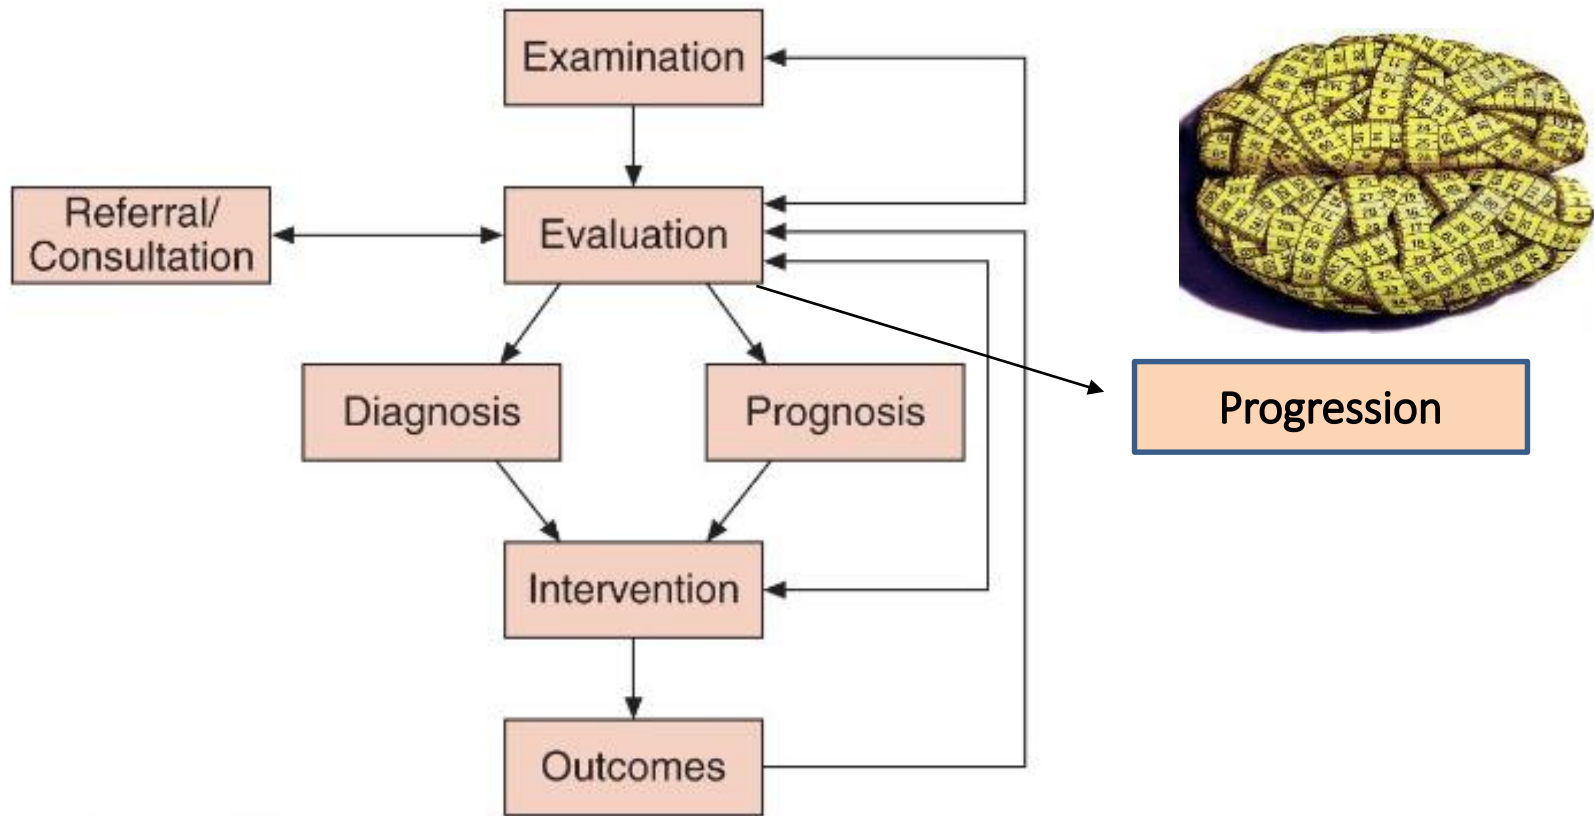 Examination
Referral/
Consultation
Evaluation
Diagnosis
Prognosis
Progression
Intervention
Outcomes